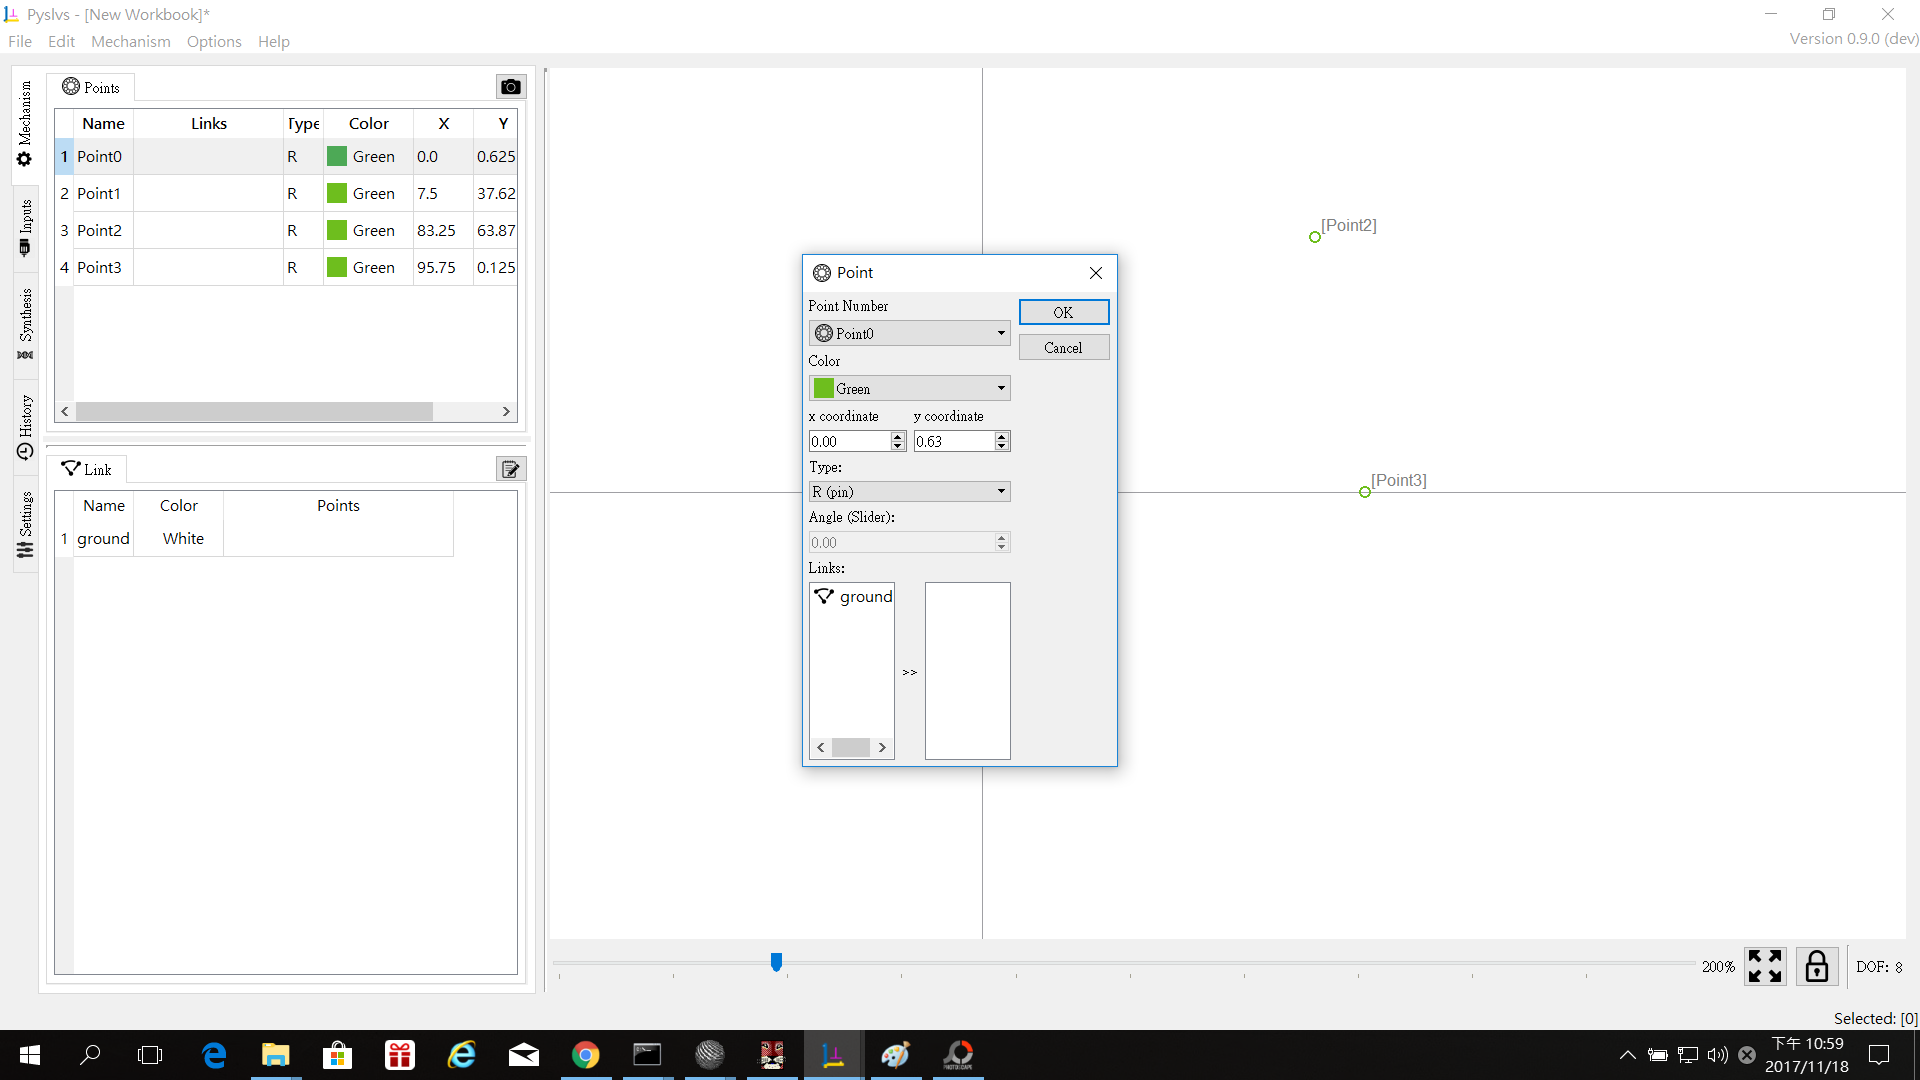 Pyslvs - [New Workbook]*
File Edit Mechanism Options Help
Version 0.9.0 (dev)
Mechanism
Inputs
Synthesis
History
Settings
Points
Name Links Type Color X Y
1 Point0 R Green 0.0 0.625
2 Point1 R Green 7.5 37.62
3 Point2 R Green 83.25 63.87
4 Point3 R Green 95.75 0.125
Link
Name Color Points
1 ground White
[Point2]
[Point3]
Point
Point Number
Point0
OK
Cancel
Color
Green
x coordinate y coordinate
0.00 0.63
Type:
R (pin)
Angle (Slider):
0.00
Links:
ground
>>
200%
DOF: 8
Selected: [0]
PHOTOSCAPE
下午 10:59
2017/11/18